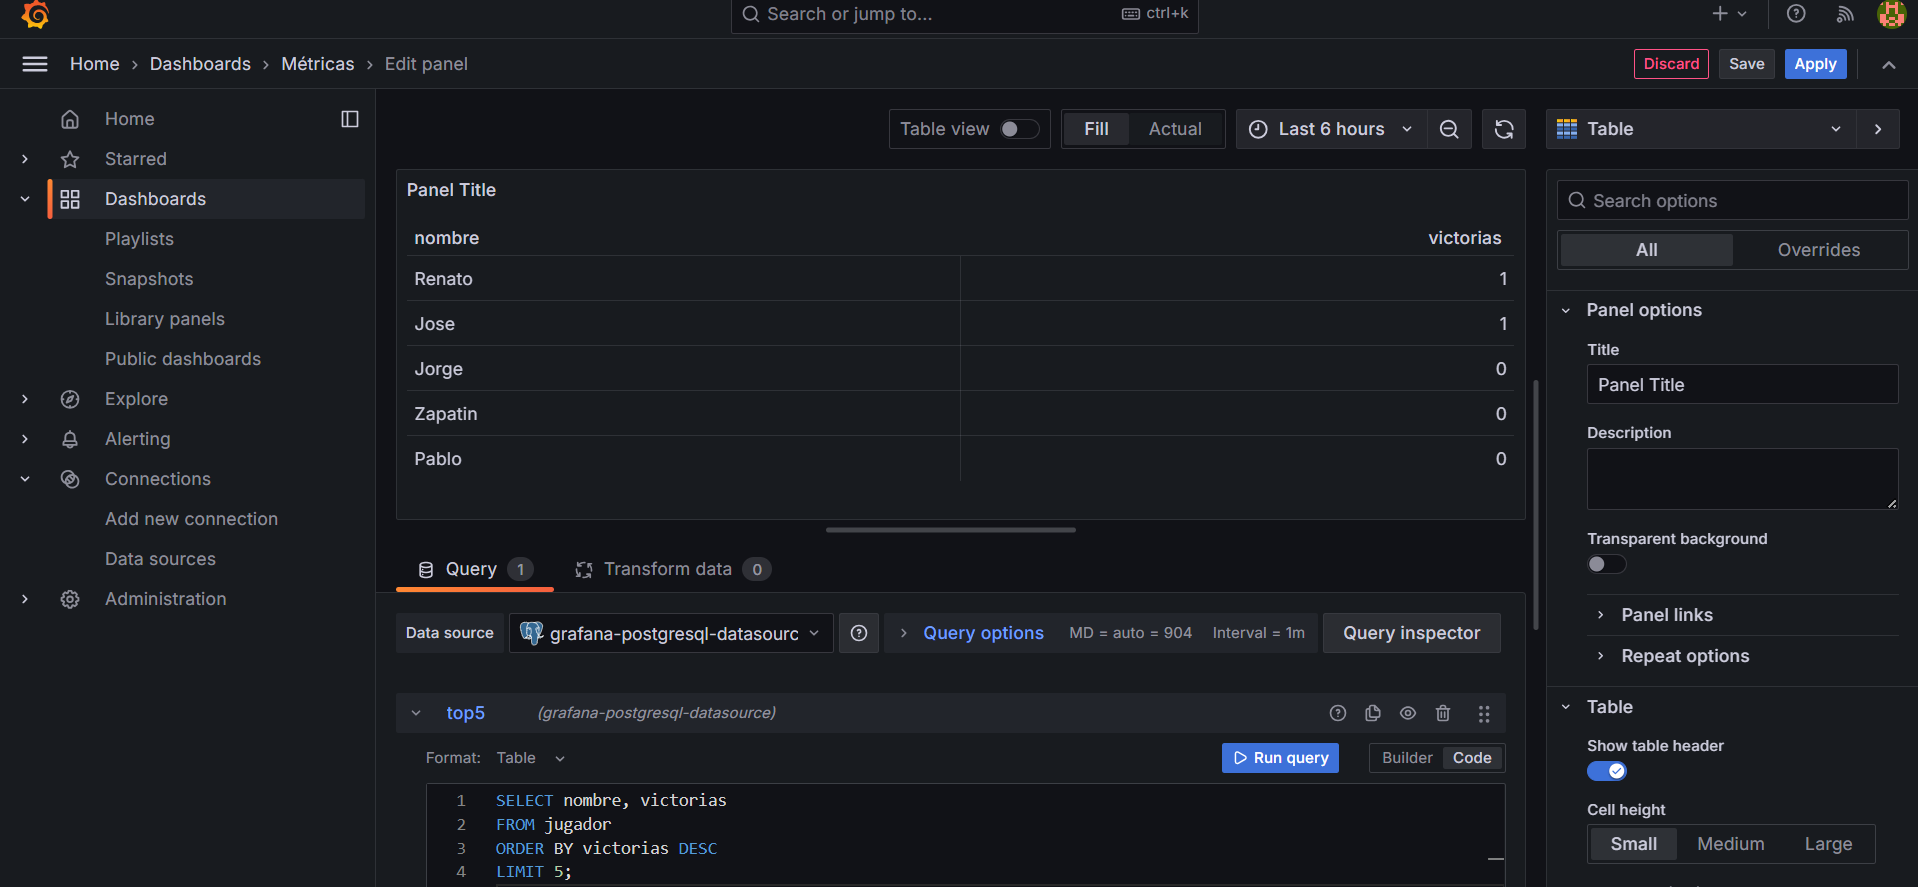 Search or jump to... ctrl+k
Home › Dashboards › Métricas › Edit panel
Discard Save Apply
Home
Starred
Dashboards
Playlists
Snapshots
Library panels
Public dashboards
Explore
Alerting
Connections
Add new connection
Data sources
Administration
Table view Fill Actual Last 6 hours
Panel Title
nombre victorias
Renato 1
Jose 1
Jorge 0
Zapatin 0
Pablo 0
Query 1 Transform data 0
Data source grafana-postgresql-datasourc Query options MD = auto = 904 Interval = 1m Query inspector
top5 (grafana-postgresql-datasource)
Format: Table Run query Builder Code
1 SELECT nombre, victorias
2 FROM jugador
3 ORDER BY victorias DESC
4 LIMIT 5;
Table
Search options
All Overrides
Panel options
Title
Panel Title
Description
Transparent background
Panel links
Repeat options
Table
Show table header
Cell height
Small Medium Large